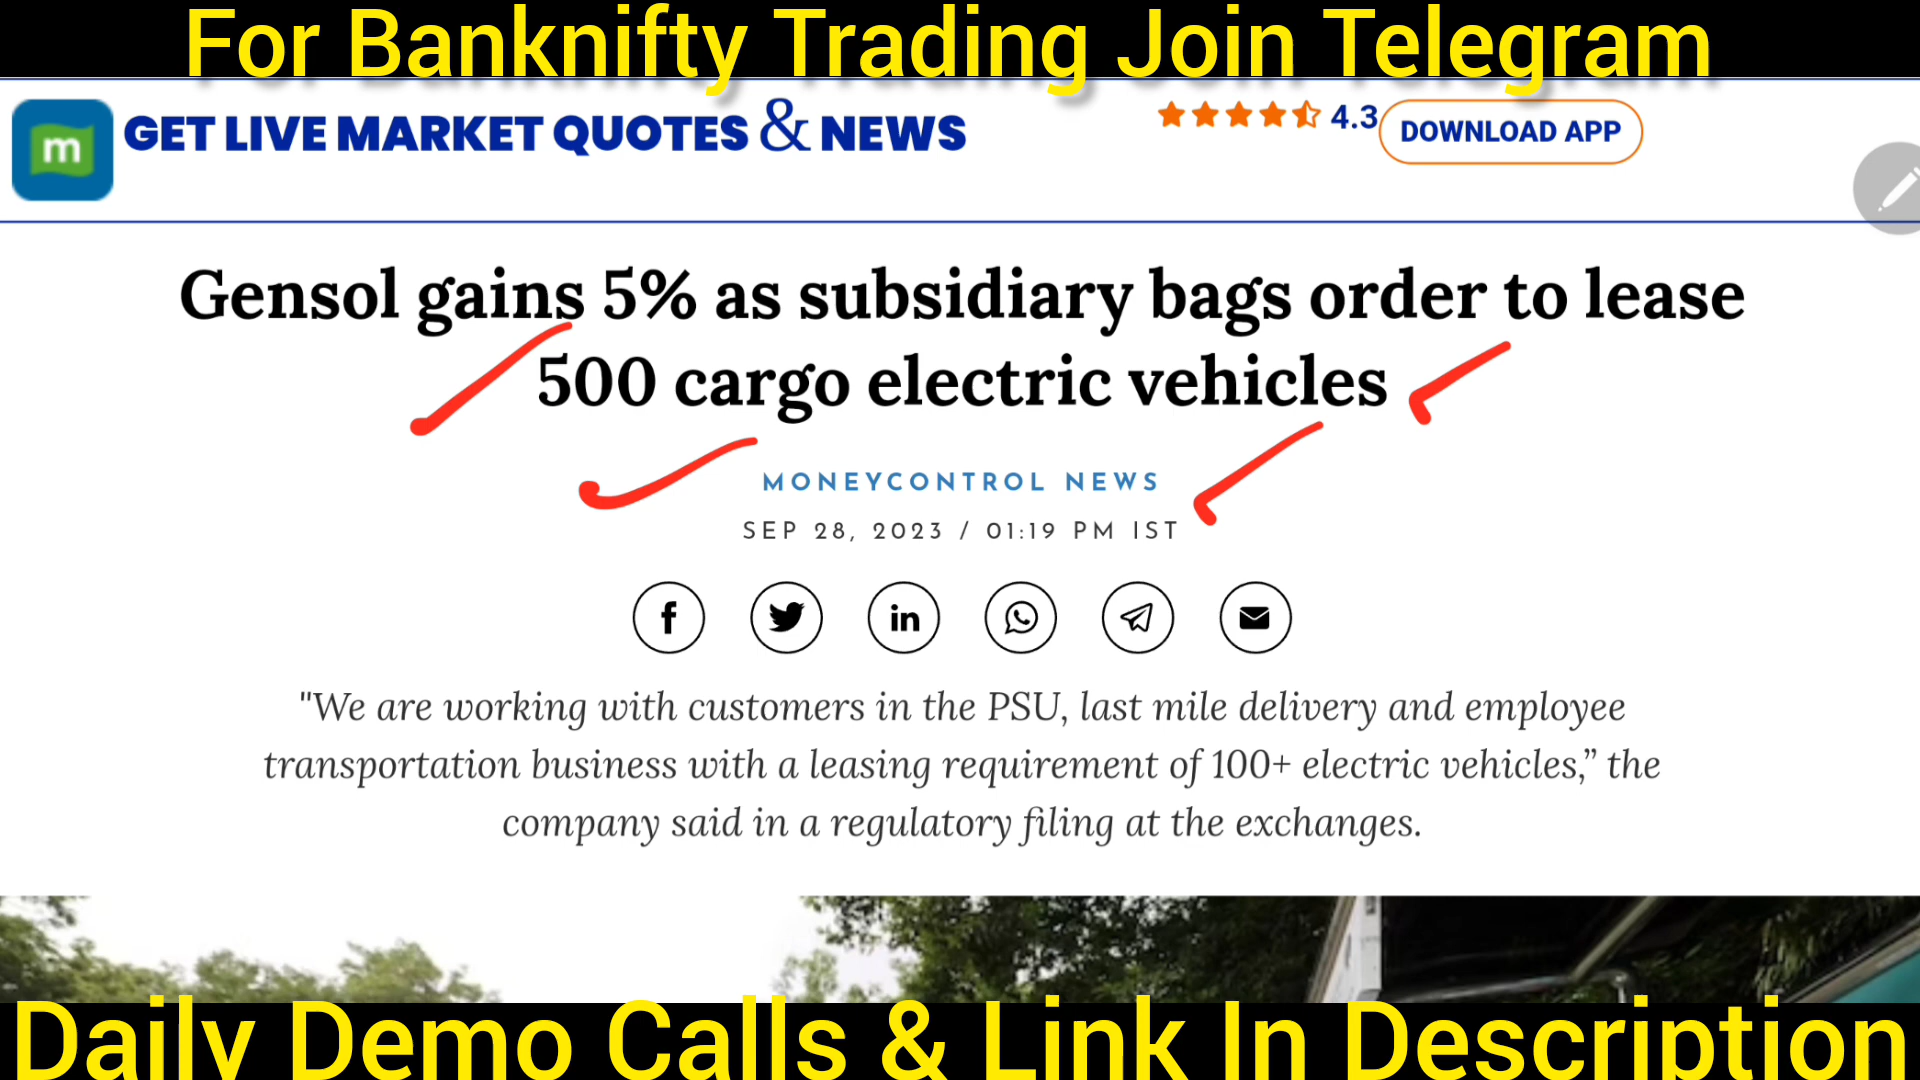 For Banknifty Trading Join Telegram
m GET LIVE MARKET QUOTES & NEWS 4.3 DOWNLOAD APP
Gensol gains 5% as subsidiary bags order to lease
500 cargo electric vehicles
MONEYCONTROL NEWS
SEP 28, 2023 / 01:19 PM IST
"We are working with customers in the PSU, last mile delivery and employee
transportation business with a leasing requirement of 100+ electric vehicles,” the
company said in a regulatory filing at the exchanges.
Daily Demo Calls & Link In Description